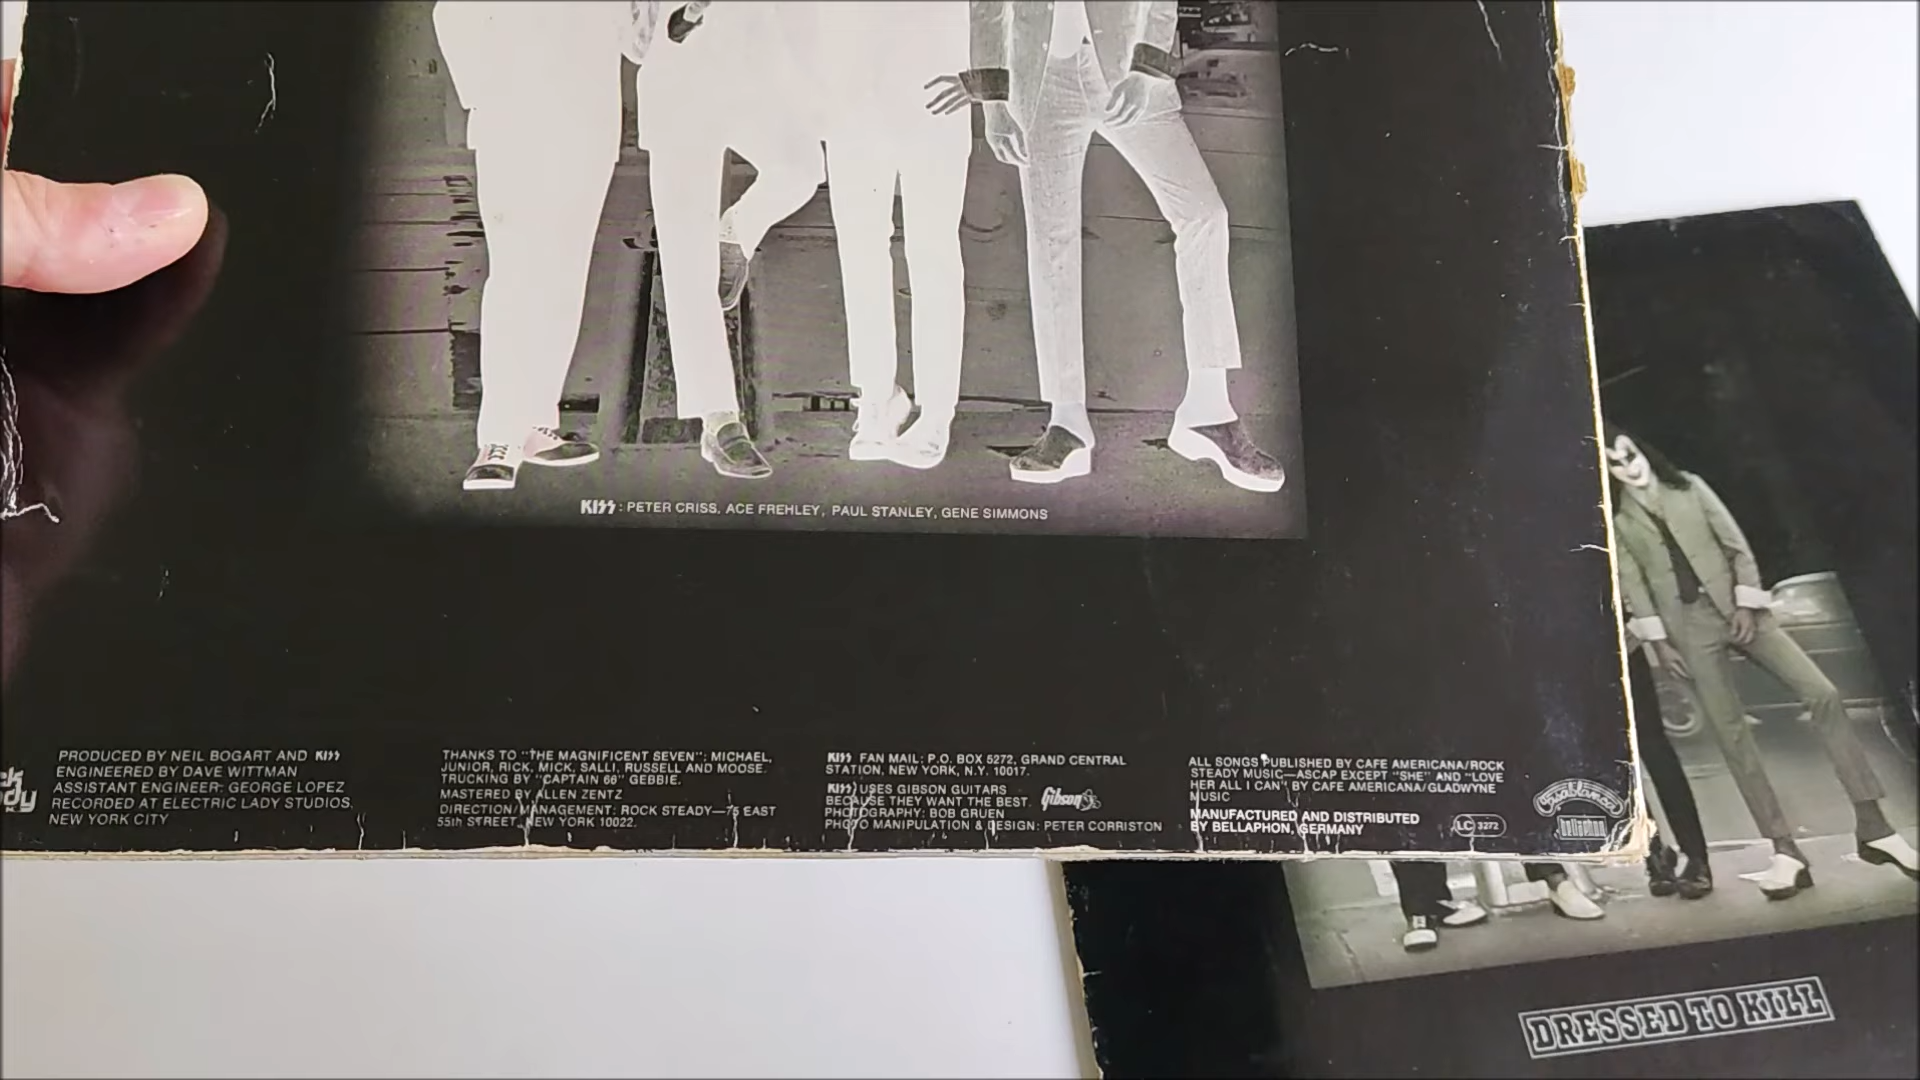 KISS: PETER CRISS, ACE FREHLEY, PAUL STANLEY, GENE SIMMONS
PRODUCED BY NEIL BOGART AND KISS
ENGINEERED BY DAVE WITTMAN
ASSISTANT ENGINEER: GEORGE LOPEZ
RECORDED AT ELECTRIC LADY STUDIOS,
NEW YORK CITY
THANKS TO "THE MAGNIFICENT SEVEN": MICHAEL,
JUNIOR, RICK, MICK, SALLI, RUSSELL AND MOOSE.
TRUCKING BY "CAPTAIN 66" GEBBIE.
MASTERED BY ALLEN ZENTZ
DIRECTION/MANAGEMENT: ROCK STEADY—75 EAST
55th STREET, NEW YORK 10022.
KISS FAN MAIL: P.O. BOX 5272, GRAND CENTRAL
STATION, NEW YORK, N.Y. 10017.
KISS USES GIBSON GUITARS
BECAUSE THEY WANT THE BEST.
Gibson
PHOTOGRAPHY: BOB GRUEN
PHOTO MANIPULATION & DESIGN: PETER CORRISTON
ALL SONGS PUBLISHED BY CAFE AMERICANA/ROCK
STEADY MUSIC—ASCAP EXCEPT "SHE" AND "LOVE
HER ALL I CAN" BY CAFE AMERICANA/GLADWYNE
MUSIC
MANUFACTURED AND DISTRIBUTED
BY BELLAPHON, GERMANY
LC 3272
Casablanca
bellaphon
DRESSED TO KILL